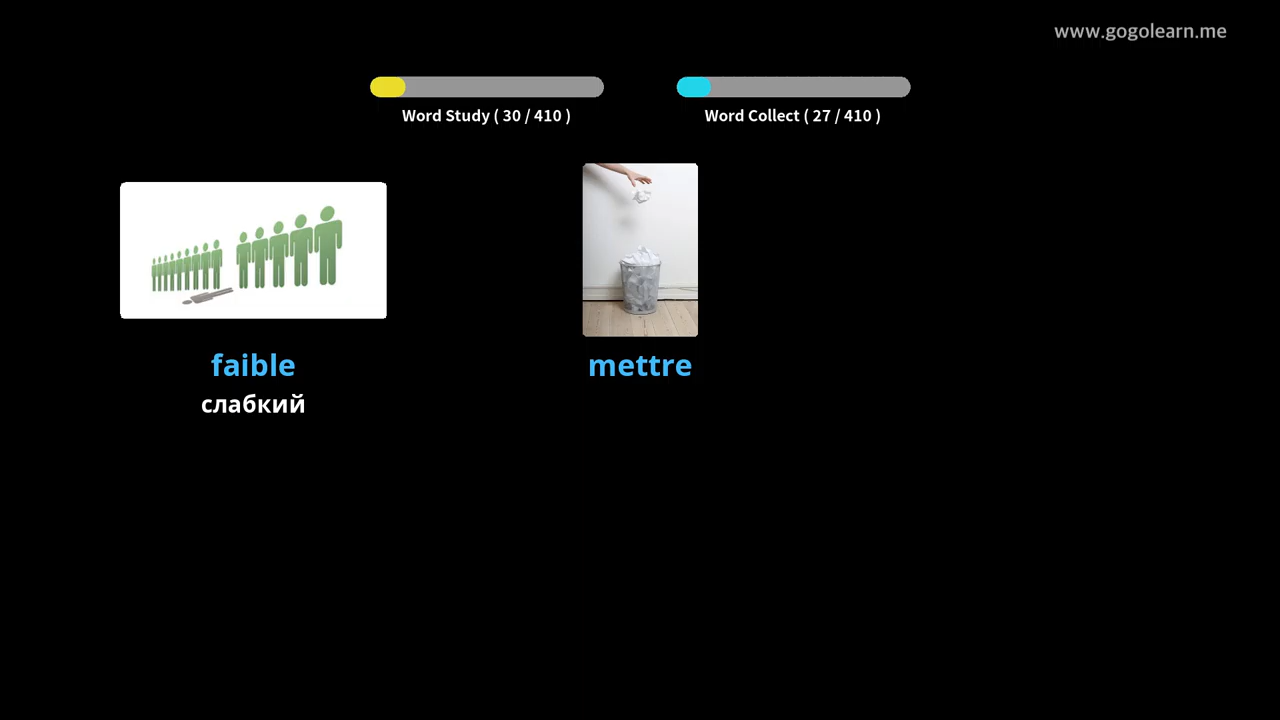 www.gogolearn.me
Word Study ( 30 / 410 )
Word Collect ( 27 / 410 )
faible
слабкий
mettre